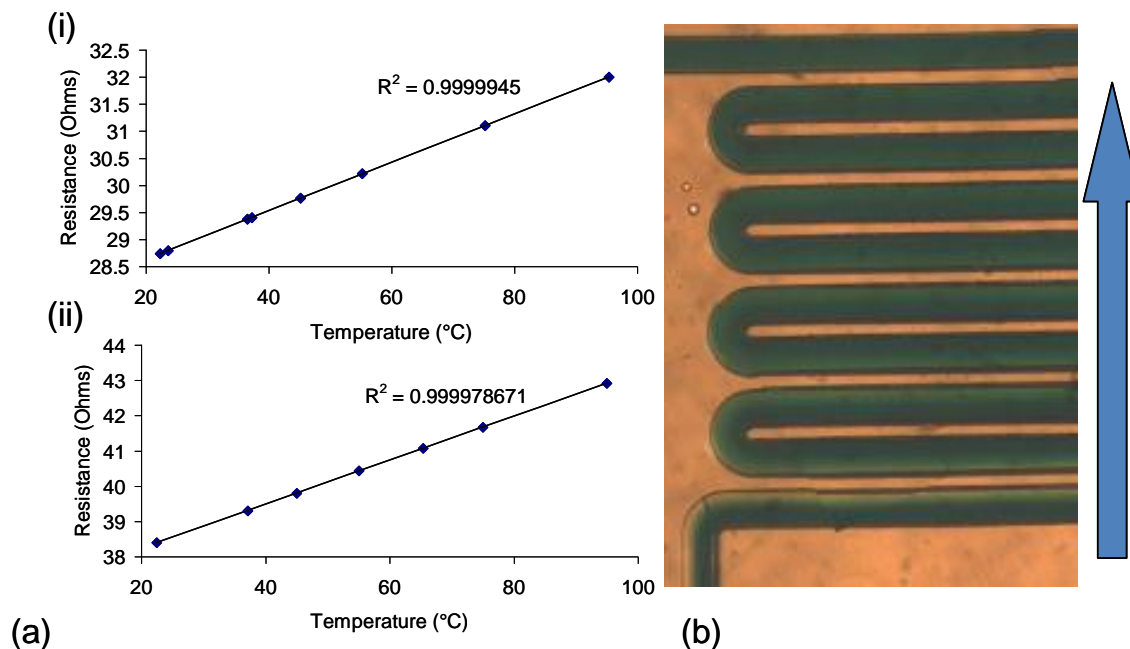 (i)
32.5
32
31.5
31
30.5
30
29.5
29
28.5
Resistance (Ohms)
R² = 0.9999945
20 40 60 80 100
Temperature (°C)
(ii)
44
43
42
41
40
39
38
Resistance (Ohms)
R² = 0.999978671
20 40 60 80 100
Temperature (°C)
(a)
(b)